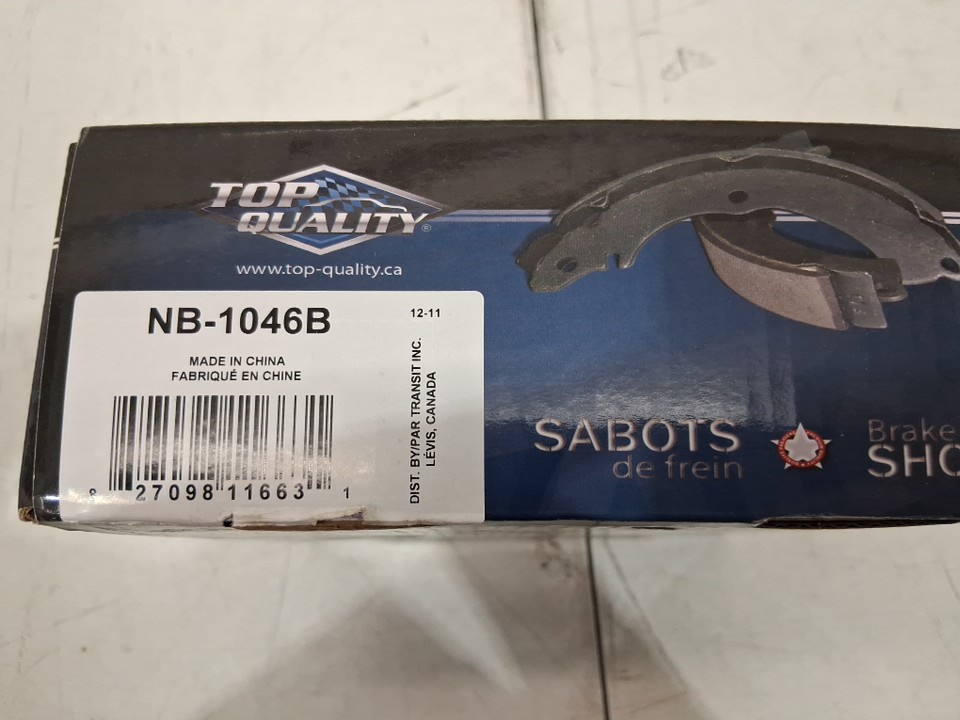 TOP
QUALITY®
www.top-quality.ca
NB-1046B
12-11
MADE IN CHINA
FABRIQUÉ EN CHINE
DIST. BY/PAR TRANSIT INC.
LÉVIS, CANADA
8 27098 11663 1
SABOTS
de frein
Brake
SHO